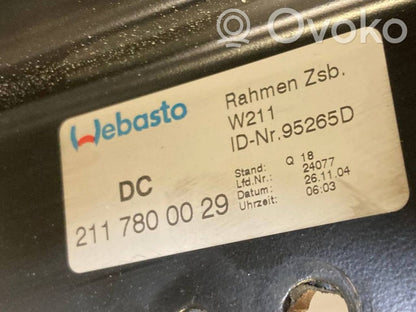 Ovoko
Webasto
Rahmen Zsb.
W211
ID-Nr.95265D
DC
211 780 00 29
Stand: Q 18
Lfd.Nr.: 24077
Datum: 26.11.04
Uhrzeit: 06:03